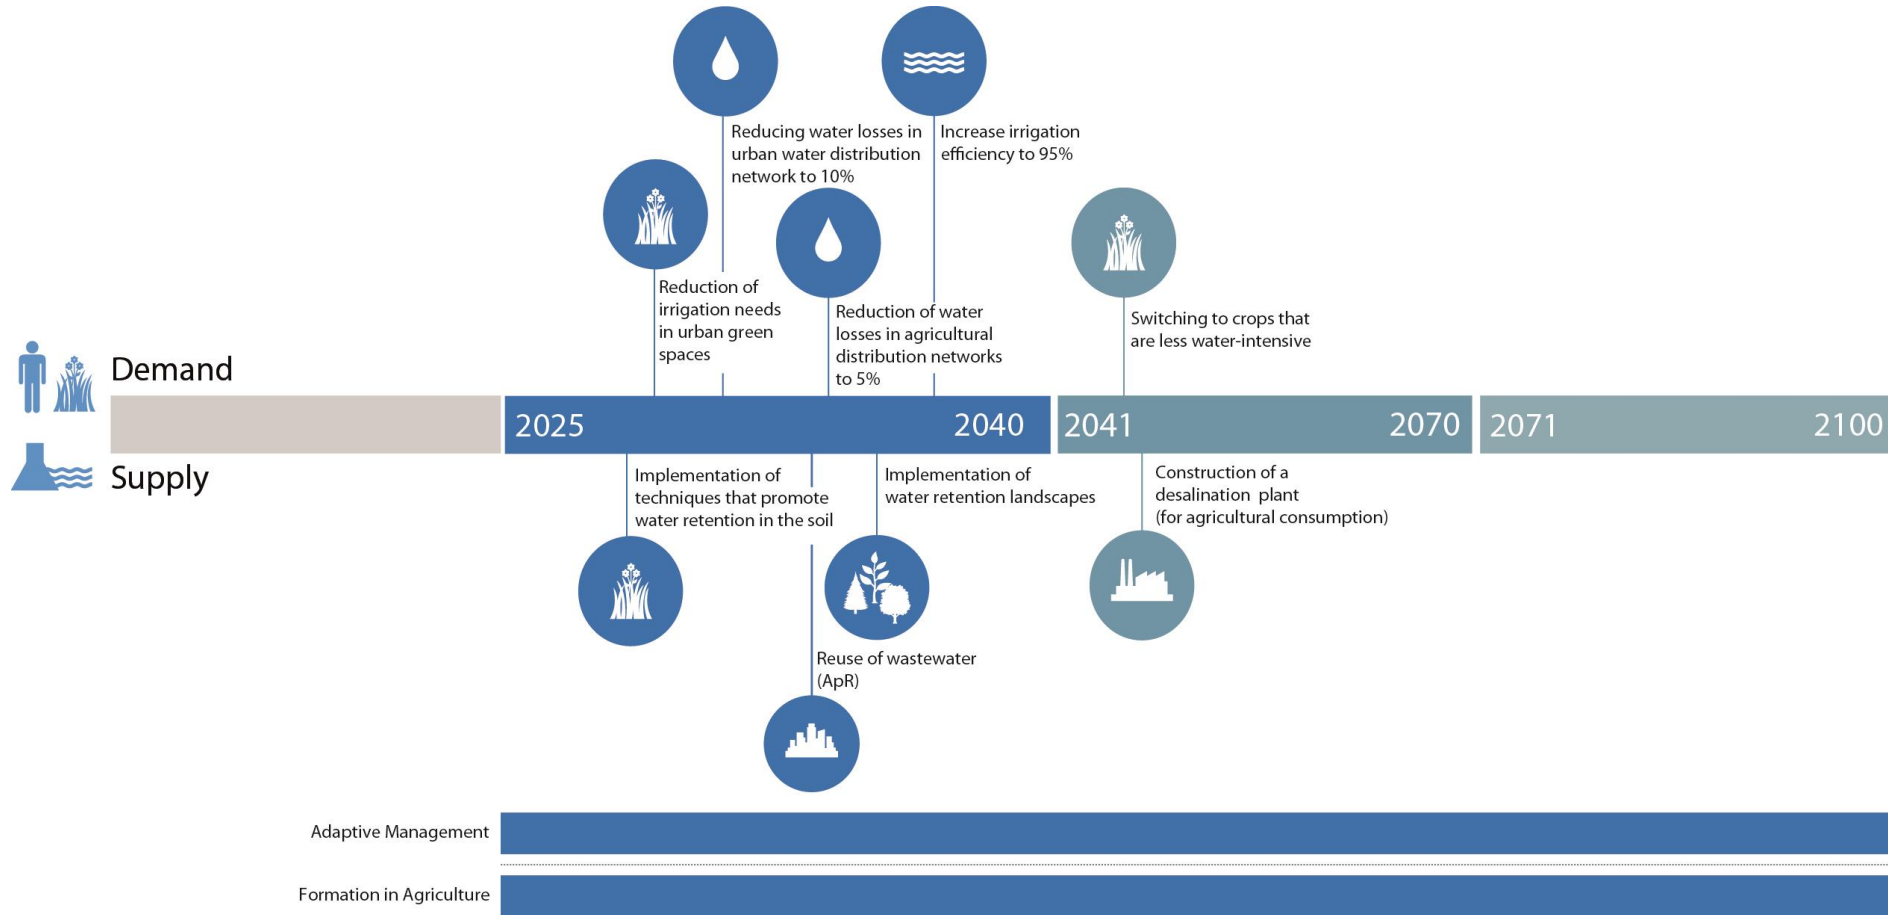 Reducing water losses in
urban water distribution
network to 10%
Increase irrigation
efficiency to 95%
Reduction of
irrigation needs
in urban green
spaces
Reduction of water
losses in agricultural
distribution networks
to 5%
Switching to crops that
are less water-intensive
Demand
2025
2040
2041
2070
2071
2100
Supply
Implementation of
techniques that promote
water retention in the soil
Implementation of
water retention landscapes
Construction of a
desalination plant
(for agricultural consumption)
Reuse of wastewater
(ApR)
Adaptive Management
Formation in Agriculture